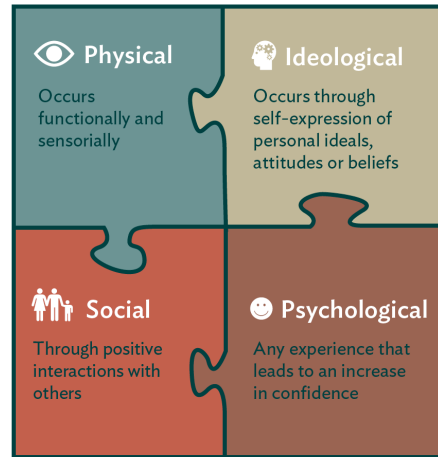 Physical
Occurs
functionally and
sensorially
Ideological
Occurs through
self-expression of
personal ideals,
attitudes or beliefs
Social
Through positive
interactions with
others
Psychological
Any experience that
leads to an increase
in confidence